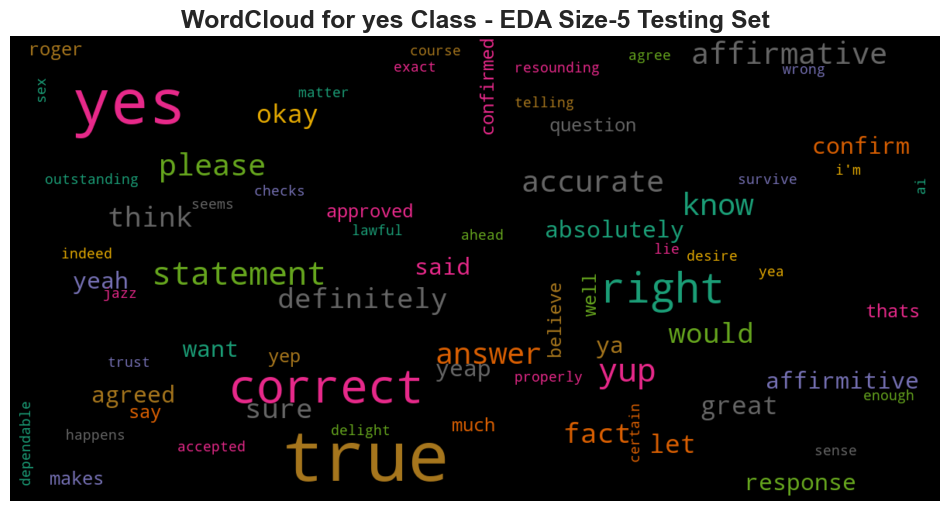 WordCloud for yes Class - EDA Size-5 Testing Set
roger
course
exact
confirmed
resounding
agree
affirmative
wrong
sex
yes
matter
okay
telling
question
confirm
please
outstanding
checks
accurate
survive
i'm
ai
think
seems
approved
lawful
know
absolutely
ahead
indeed
lie
desire
yea
yeah
jazz
statement
said
definitely
believe
well
right
thats
would
want
trust
yep
answer
yeap
properly
ya
yup
affirmitive
enough
agreed
say
correct
sure
great
dependable
happens
accepted
delight
true
much
fact
certain
let
sense
makes
response